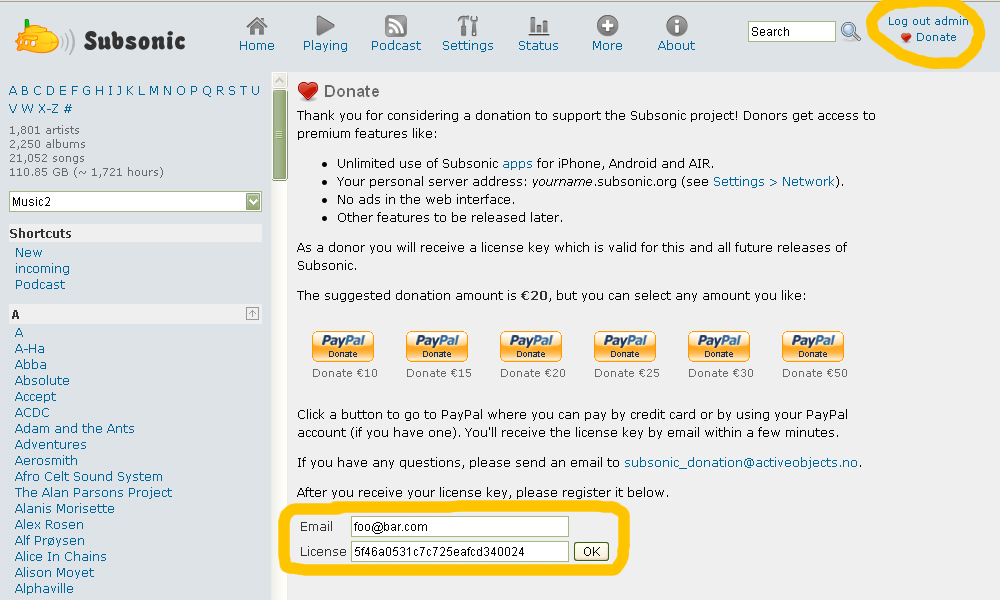 Subsonic
Home
Playing
Podcast
Settings
Status
More
About
Search
Log out admin
Donate
A B C D E F G H I J K L M N O P Q R S T U
V W X-Z #
1,801 artists
2,250 albums
21,052 songs
110.85 GB (~ 1,721 hours)
Music2
Shortcuts
New
incoming
Podcast
A
A
A-Ha
Abba
Absolute
Accept
ACDC
Adam and the Ants
Adventures
Aerosmith
Afro Celt Sound System
The Alan Parsons Project
Alanis Morisette
Alex Rosen
Alf Prøysen
Alice In Chains
Alison Moyet
Alphaville
Donate
Thank you for considering a donation to support the Subsonic project! Donors get access to
premium features like:
• Unlimited use of Subsonic apps for iPhone, Android and AIR.
• Your personal server address: yourname.subsonic.org (see Settings > Network).
• No ads in the web interface.
• Other features to be released later.
As a donor you will receive a license key which is valid for this and all future releases of
Subsonic.
The suggested donation amount is €20, but you can select any amount you like:
PayPal Donate PayPal Donate PayPal Donate PayPal Donate PayPal Donate PayPal Donate
Donate €10 Donate €15 Donate €20 Donate €25 Donate €30 Donate €50
Click a button to go to PayPal where you can pay by credit card or by using your PayPal
account (if you have one). You'll receive the license key by email within a few minutes.
If you have any questions, please send an email to subsonic_donation@activeobjects.no.
After you receive your license key, please register it below.
Email foo@bar.com
License 5f46a0531c7c725eafcd340024 OK